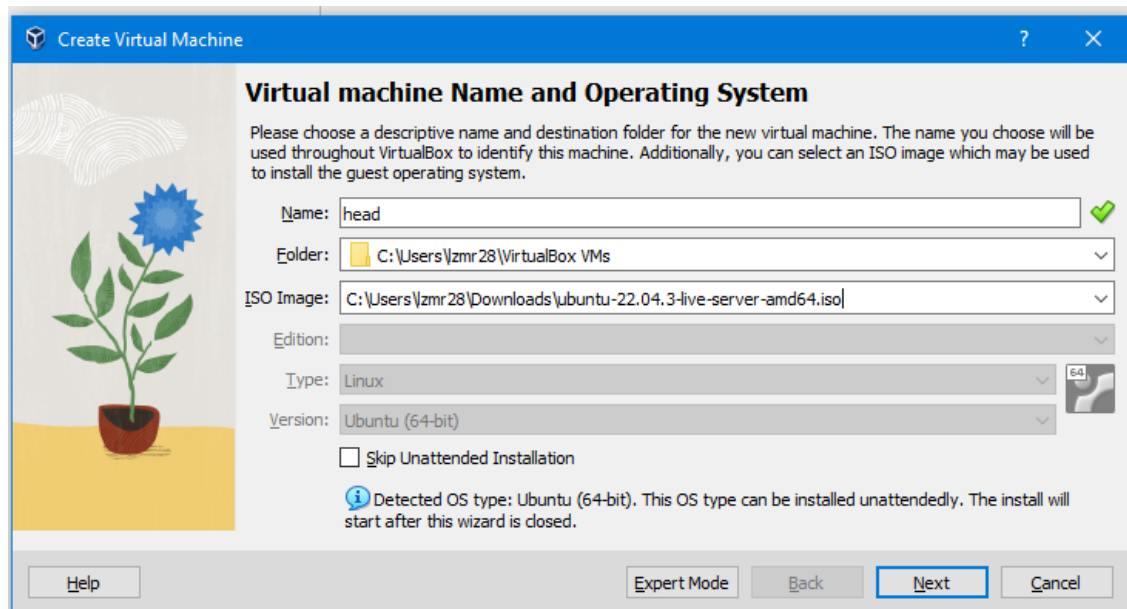 Create Virtual Machine
?
Virtual machine Name and Operating System
Please choose a descriptive name and destination folder for the new virtual machine. The name you choose will be
used throughout VirtualBox to identify this machine. Additionally, you can select an ISO image which may be used
to install the guest operating system.
Name: head
Folder: C:\Users\lzmr28\VirtualBox VMs
ISO Image: C:\Users\lzmr28\Downloads\ubuntu-22.04.3-live-server-amd64.iso
Edition:
Type: Linux
64
Version: Ubuntu (64-bit)
Skip Unattended Installation
Detected OS type: Ubuntu (64-bit). This OS type can be installed unattendedly. The install will
start after this wizard is closed.
Help Expert Mode Back Next Cancel